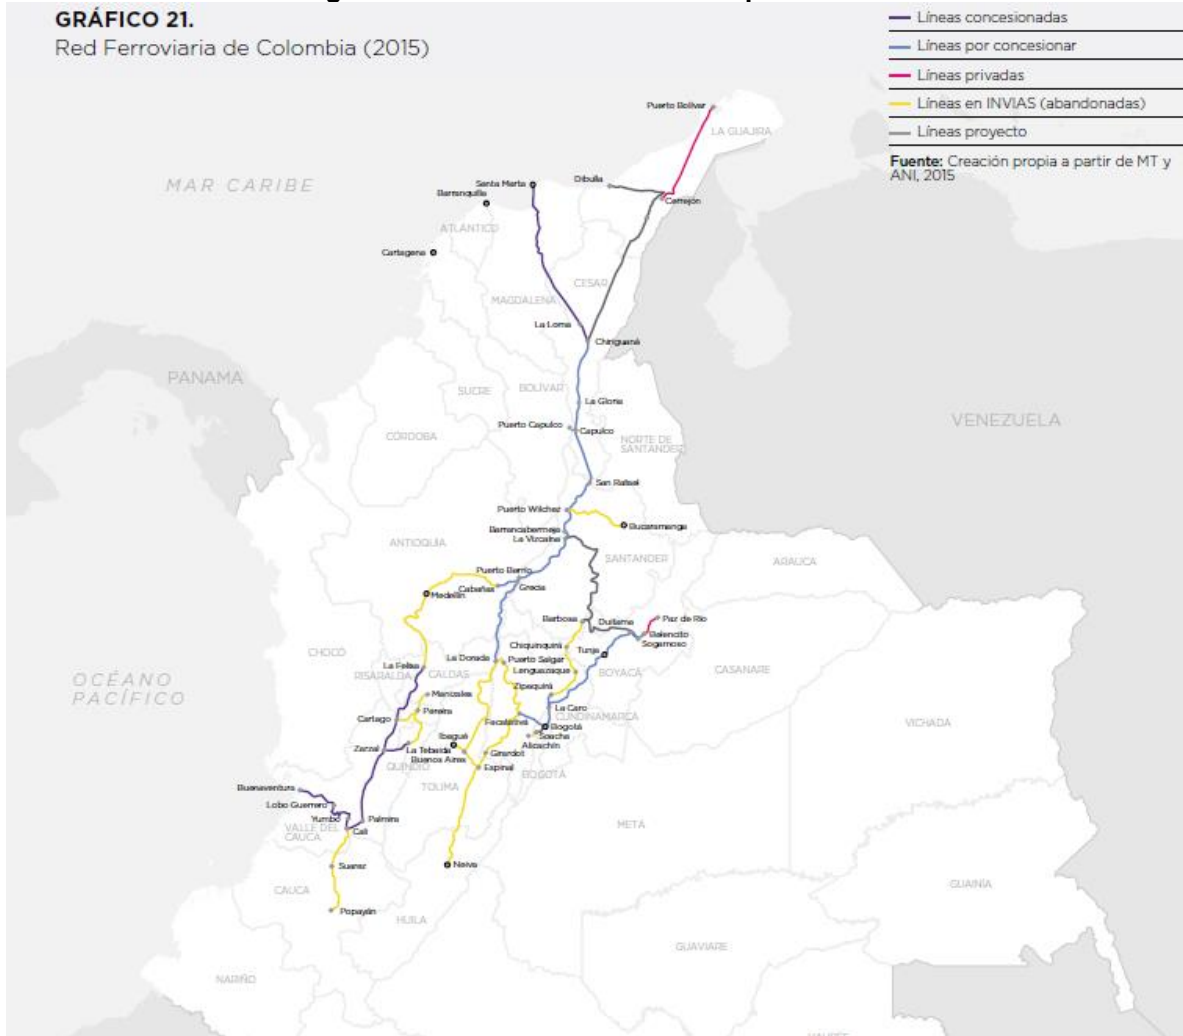 GRÁFICO 21.
Red Ferroviaria de Colombia (2015)
Líneas concesionadas
Líneas por concesionar
Líneas privadas
Líneas en INVIAS (abandonadas)
Líneas proyecto
Fuente: Creación propia a partir de MT y
ANI, 2015
Puerto Bolívar
LA GUAJIRA
MAR CARIBE
Santa Marta
Dibulla
Barranquilla
Cerrejón
ATLÁNTICO
Cartagena
CESAR
MAGDALENA
La Loma
Chiriguaná
PANAMA
BOLÍVAR
SUCRE
La Gloria
VENEZUELA
Puerto Capulco
Capulco
CÓRDOBA
NORTE DE
SANTANDER
San Rafael
Puerto Wilches
Bucaramanga
Barrancabermeja
La Vizcaína
ANTIOQUÍA
SANTANDER
ARAUCA
Puerto Berrío
Cabañas
Grecia
Medellín
Barbosa
Duitama
Paz de Río
Belencito
Sogamoso
Chiquinquirá
Tunja
CHOCÓ
La Felisa
La Dorada
Puerto Salgar
Lenguazaque
BOYACÁ
CASANARE
RISARALDA
CALDAS
OCÉANO
PACÍFICO
Manizales
Zipaquirá
La Caro
Pereira
CUNDINAMARCA
Cartago
Facatativá
Bogotá
VICHADA
Ibagué
Soacha
Alicachín
Zarzal
La Tebaida
Buenos Aires
Girardot
QUINDÍO
Espinal
BOGOTÁ
TOLIMA
Buenaventura
Lobo Guerrero
Yumbo
Palmira
VALLE DEL
CAUCA
Cali
META
Suarez
Neiva
GUAINÍA
CAUCA
Popayán
HUILA
GUAVIARE
NARIÑO